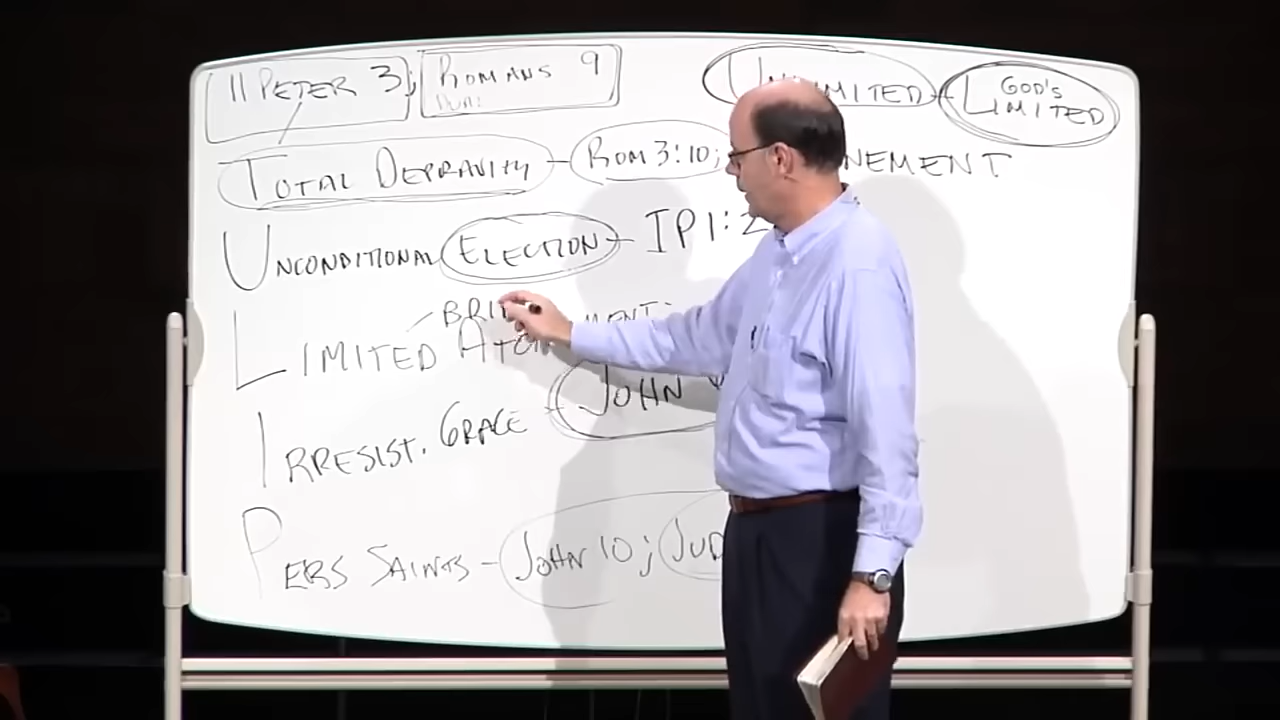 II PETER 3; ROMANS 9
UNLIMITED - GOD'S LIMITED
TOTAL DEPRAVITY - ROM 3:10;
UNCONDITIONAL ELECTION - IP1:2
LIMITED
IRRESIST. GRACE - JOHN
PERS SAINTS - JOHN 10;